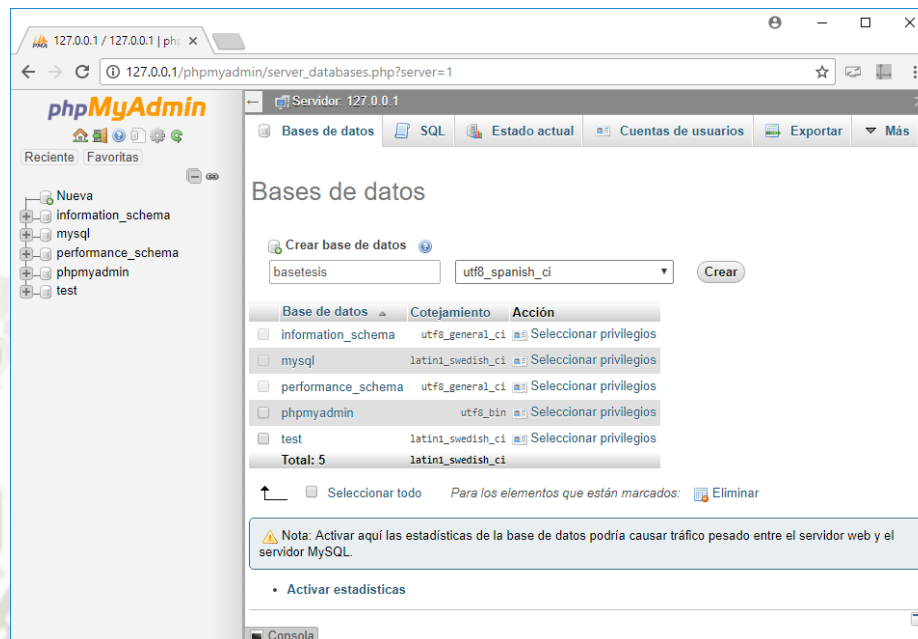 127.0.0.1 / 127.0.0.1 | ph
127.0.0.1/phpmyadmin/server_databases.php?server=1
phpMyAdmin
Reciente Favoritas
Nueva
information_schema
mysql
performance_schema
phpmyadmin
test
Servidor: 127.0.0.1
Bases de datos SQL Estado actual Cuentas de usuarios Exportar Más
Bases de datos
Crear base de datos
basetesis utf8_spanish_ci Crear
Base de datos Cotejamiento Acción
information_schema utf8_general_ci Seleccionar privilegios
mysql latin1_swedish_ci Seleccionar privilegios
performance_schema utf8_general_ci Seleccionar privilegios
phpmyadmin utf8_bin Seleccionar privilegios
test latin1_swedish_ci Seleccionar privilegios
Total: 5 latin1_swedish_ci
Seleccionar todo Para los elementos que están marcados: Eliminar
Nota: Activar aquí las estadísticas de la base de datos podría causar tráfico pesado entre el servidor web y el
servidor MySQL.
• Activar estadísticas
Consola